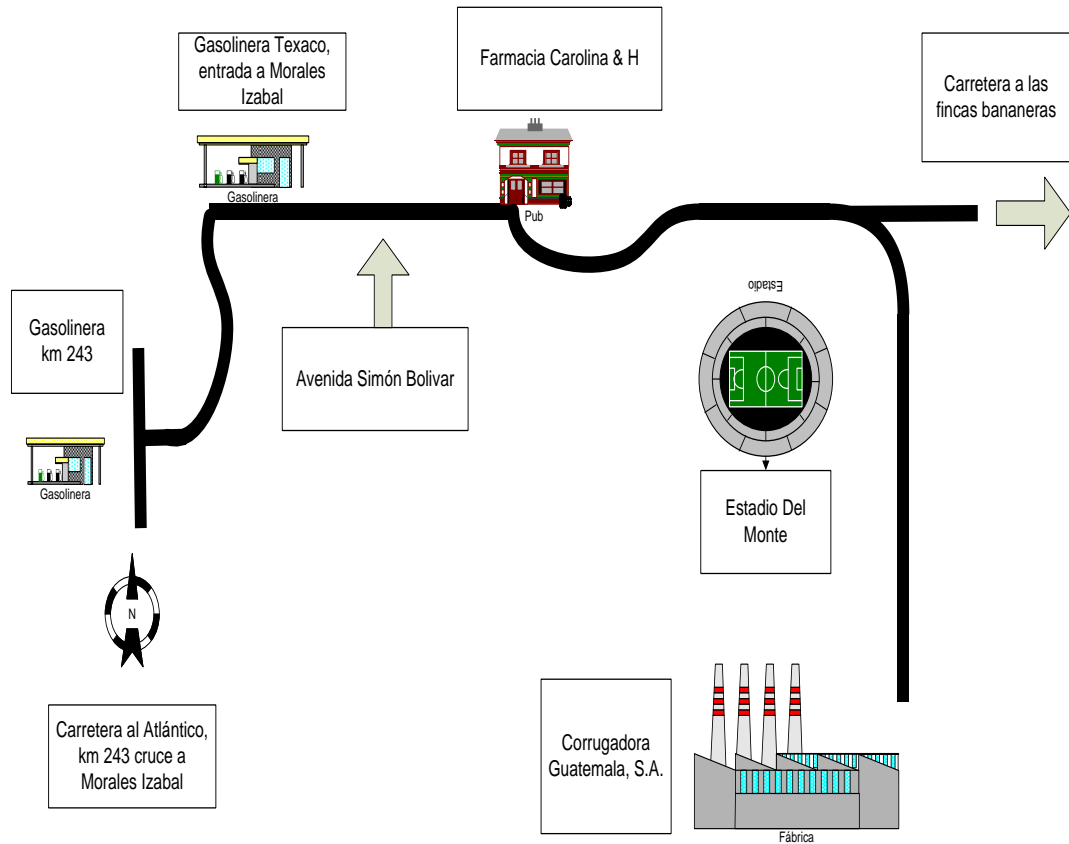 Gasolinera Texaco,
entrada a Morales
Izabal
Gasolinera
Farmacia Carolina & H
Pub
Carretera a las
fincas bananeras
Gasolinera
km 243
Gasolinera
Avenida Simón Bolivar
Estadio
Estadio Del
Monte
N
Carretera al Atlántico,
km 243 cruce a
Morales Izabal
Corrugadora
Guatemala, S.A.
Fábrica